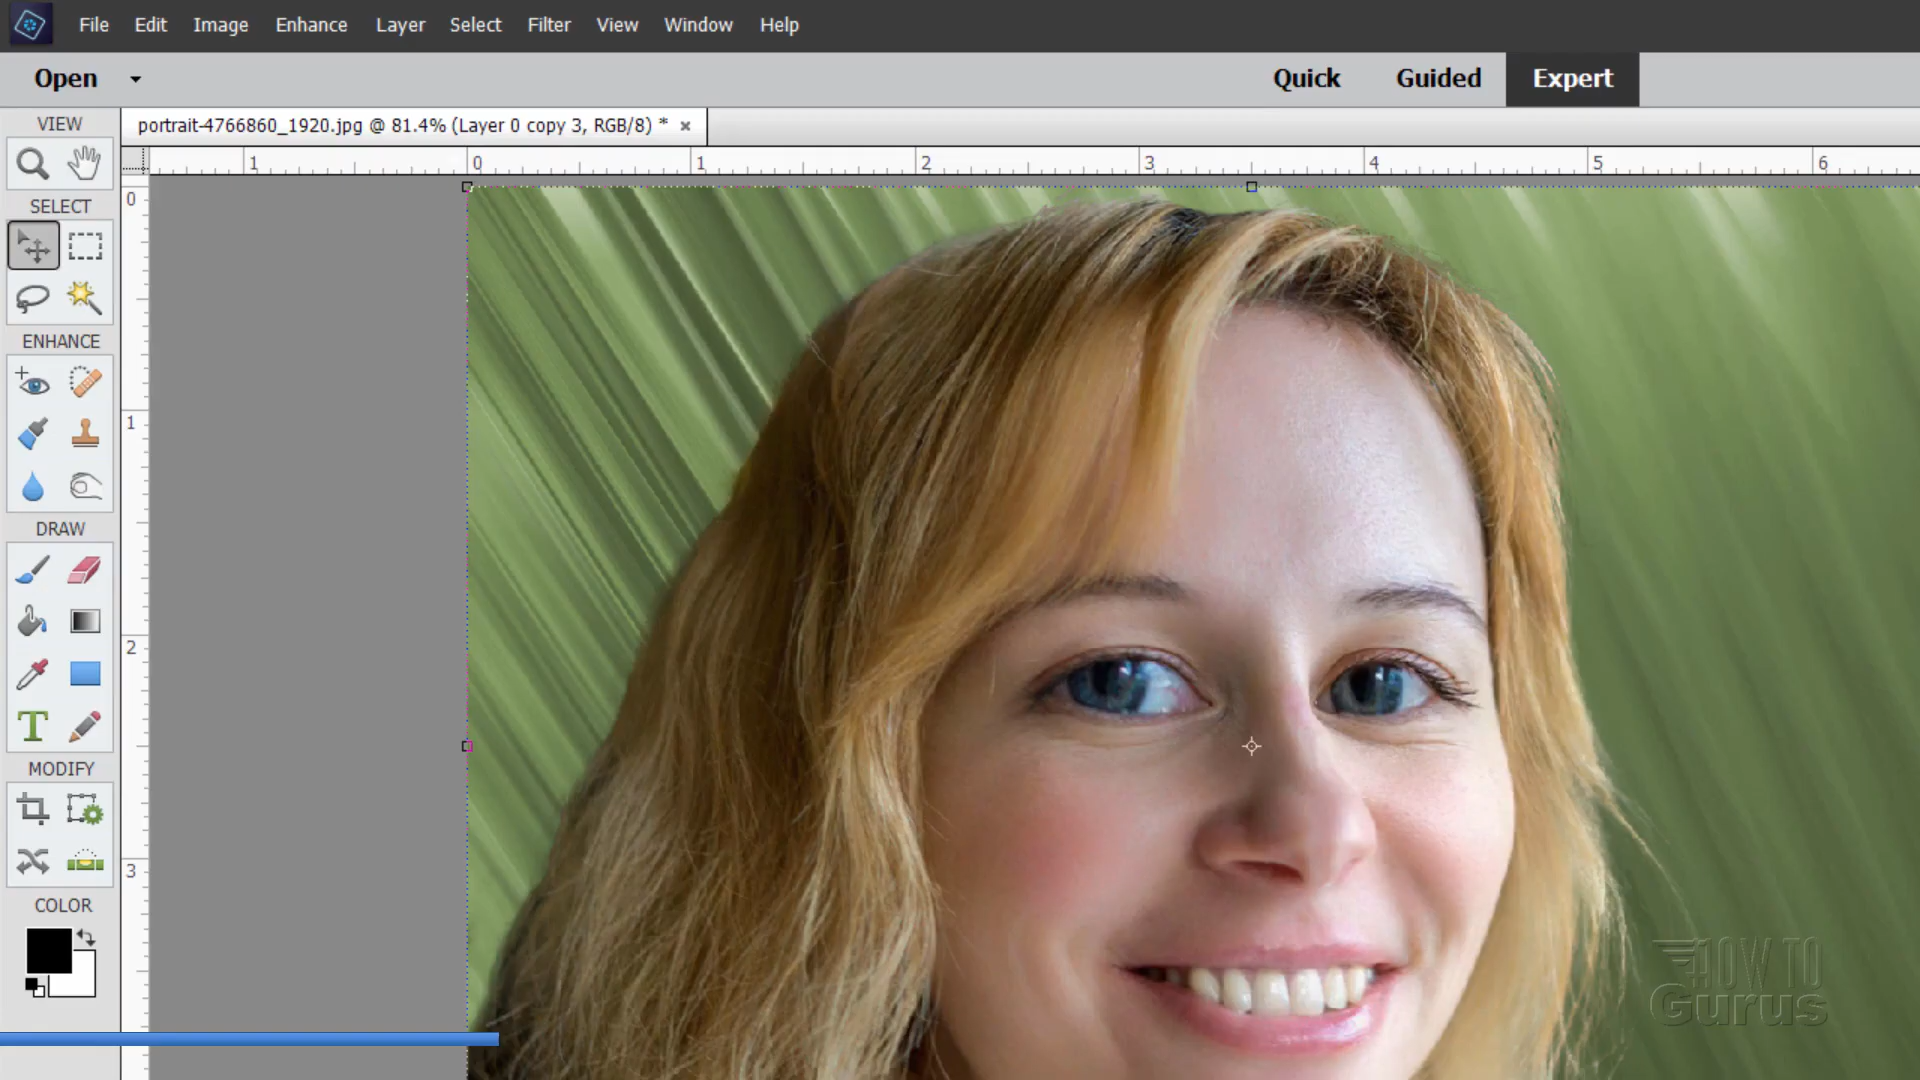 File Edit Image Enhance Layer Select Filter View Window Help
Open Quick Guided Expert
VIEW
portrait-4766860_1920.jpg @ 81.4% (Layer 0 copy 3, RGB/8) * ×
1 0 1 2 3 4 5 6
0
SELECT
ENHANCE
1
DRAW
2
T
MODIFY
3
COLOR
HOW TO
Gurus